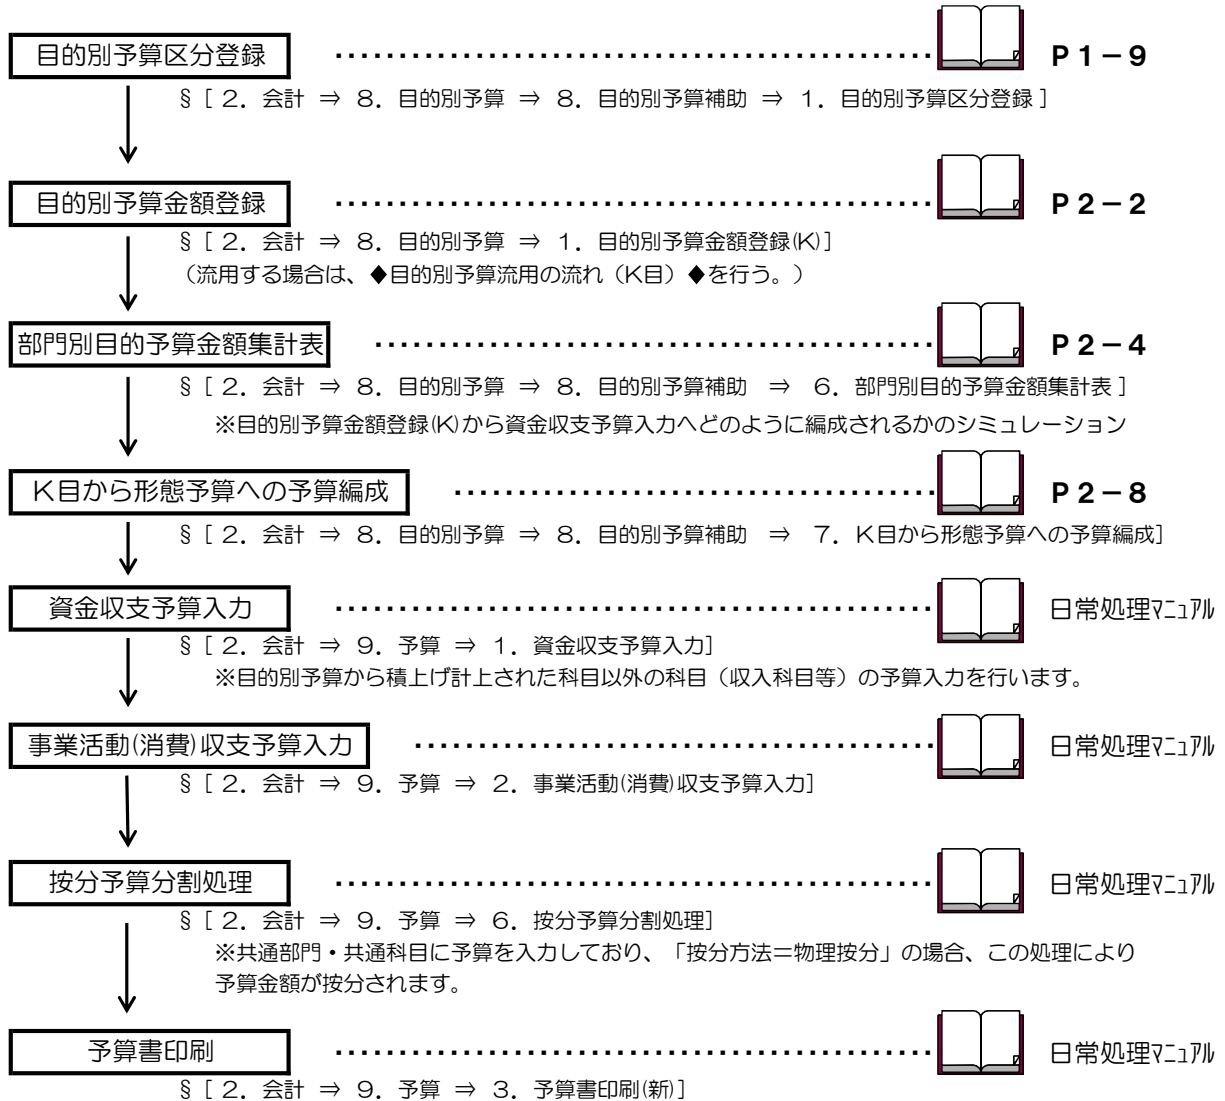 目的別予算区分登録 ・・・・・・・・・・・・・・・・・・・・・・・・・・・・・・・・・・・・・・ P1－9
§［２．会計 ⇒ ８．目的別予算 ⇒ ８．目的別予算補助 ⇒ １．目的別予算区分登録］
目的別予算金額登録 ・・・・・・・・・・・・・・・・・・・・・・・・・・・・・・・・・・・・・・ P2－2
§［２．会計 ⇒ ８．目的別予算 ⇒ １．目的別予算金額登録(K)］
（流用する場合は、◆目的別予算流用の流れ（K目）◆を行う。）
部門別目的予算金額集計表 ・・・・・・・・・・・・・・・・・・・・・・・・・・・・・・・・・・・・ P2－4
§［２．会計 ⇒ ８．目的別予算 ⇒ ８．目的別予算補助 ⇒ ６．部門別目的予算金額集計表］
※目的別予算金額登録(K)から資金収支予算入力へどのように編成されるかのシミュレーション
K目から形態予算への予算編成 ・・・・・・・・・・・・・・・・・・・・・・・・・・・・・・・ P2－8
§［２．会計 ⇒ ８．目的別予算 ⇒ ８．目的別予算補助 ⇒ ７．K目から形態予算への予算編成］
資金収支予算入力 ・・・・・・・・・・・・・・・・・・・・・・・・・・・・・・・・・・・・・・ 日常処理ﾏﾆｭｱﾙ
§［２．会計 ⇒ ９．予算 ⇒ １．資金収支予算入力］
※目的別予算から積上げ計上された科目以外の科目（収入科目等）の予算入力を行います。
事業活動(消費)収支予算入力 ・・・・・・・・・・・・・・・・・・・・・・・・・・・・・・・・・ 日常処理ﾏﾆｭｱﾙ
§［２．会計 ⇒ ９．予算 ⇒ ２．事業活動(消費)収支予算入力］
按分予算分割処理 ・・・・・・・・・・・・・・・・・・・・・・・・・・・・・・・・・・・・・・ 日常処理ﾏﾆｭｱﾙ
§［２．会計 ⇒ ９．予算 ⇒ ６．按分予算分割処理］
※共通部門・共通科目に予算を入力しており、「按分方法＝物理按分」の場合、この処理により
予算金額が按分されます。
予算書印刷 ・・・・・・・・・・・・・・・・・・・・・・・・・・・・・・・・・・・・・・ 日常処理ﾏﾆｭｱﾙ
§［２．会計 ⇒ ９．予算 ⇒ ３．予算書印刷(新)］